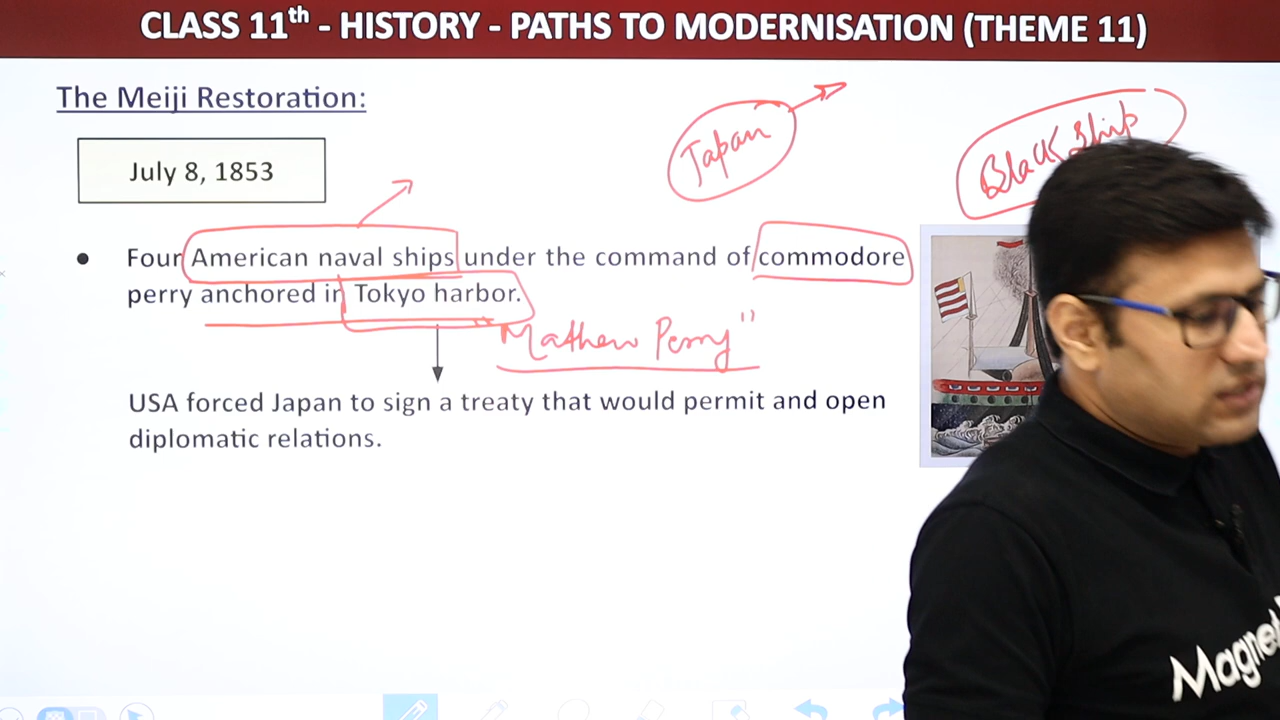 CLASS 11th - HISTORY - PATHS TO MODERNISATION (THEME 11)
The Meiji Restoration:
Japan
Black Ship
July 8, 1853
● Four American naval ships under the command of commodore
perry anchored in Tokyo harbor.
"Mathew Perry"
USA forced Japan to sign a treaty that would permit and open
diplomatic relations.
Magnet